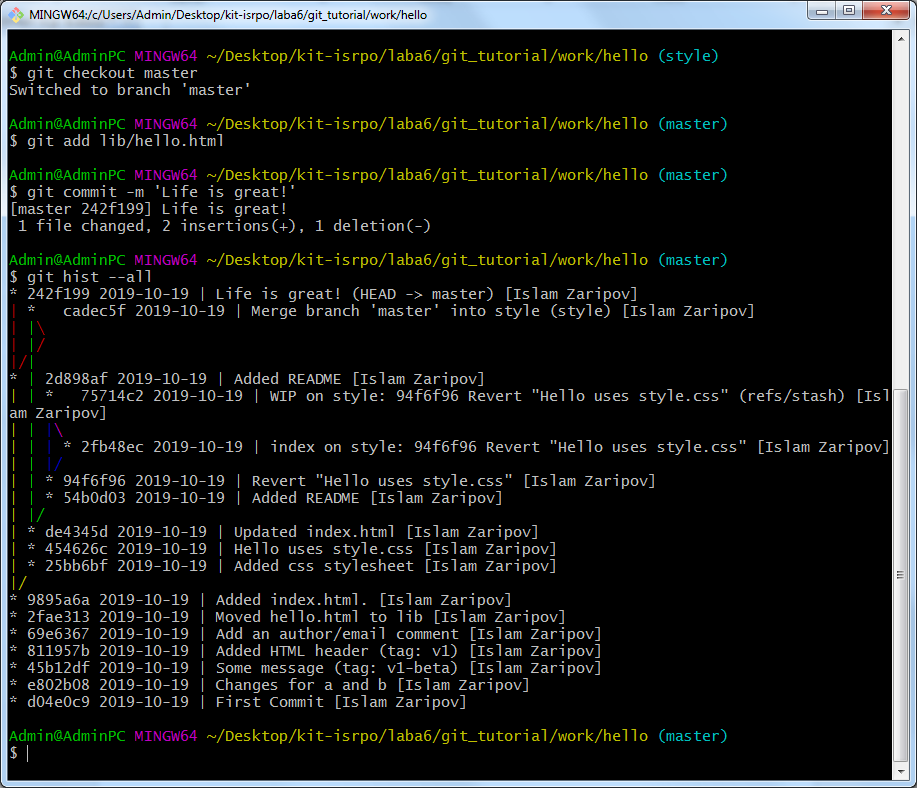 MINGW64:/c/Users/Admin/Desktop/kit-isrpo/laba6/git_tutorial/work/hello
Admin@AdminPC MINGW64 ~/Desktop/kit-isrpo/laba6/git_tutorial/work/hello (style)
$ git checkout master
Switched to branch 'master'
Admin@AdminPC MINGW64 ~/Desktop/kit-isrpo/laba6/git_tutorial/work/hello (master)
$ git add lib/hello.html
Admin@AdminPC MINGW64 ~/Desktop/kit-isrpo/laba6/git_tutorial/work/hello (master)
$ git commit -m 'Life is great!'
[master 242f199] Life is great!
 1 file changed, 2 insertions(+), 1 deletion(-)
Admin@AdminPC MINGW64 ~/Desktop/kit-isrpo/laba6/git_tutorial/work/hello (master)
$ git hist --all
* 242f199 2019-10-19 | Life is great! (HEAD -> master) [Islam Zaripov]
| *   cadec5f 2019-10-19 | Merge branch 'master' into style (style) [Islam Zaripov]
| |\
| |/
|/|
* | 2d898af 2019-10-19 | Added README [Islam Zaripov]
| | *   75714c2 2019-10-19 | WIP on style: 94f6f96 Revert "Hello uses style.css" (refs/stash) [Isl
am Zaripov]
| | |\
| | | * 2fb48ec 2019-10-19 | index on style: 94f6f96 Revert "Hello uses style.css" [Islam Zaripov]
| | |/
| | * 94f6f96 2019-10-19 | Revert "Hello uses style.css" [Islam Zaripov]
| | * 54b0d03 2019-10-19 | Added README [Islam Zaripov]
| |/
| * de4345d 2019-10-19 | Updated index.html [Islam Zaripov]
| * 454626c 2019-10-19 | Hello uses style.css [Islam Zaripov]
| * 25bb6bf 2019-10-19 | Added css stylesheet [Islam Zaripov]
|/
* 9895a6a 2019-10-19 | Added index.html. [Islam Zaripov]
* 2fae313 2019-10-19 | Moved hello.html to lib [Islam Zaripov]
* 69e6367 2019-10-19 | Add an author/email comment [Islam Zaripov]
* 811957b 2019-10-19 | Added HTML header (tag: v1) [Islam Zaripov]
* 45b12df 2019-10-19 | Some message (tag: v1-beta) [Islam Zaripov]
* e802b08 2019-10-19 | Changes for a and b [Islam Zaripov]
* d04e0c9 2019-10-19 | First Commit [Islam Zaripov]
Admin@AdminPC MINGW64 ~/Desktop/kit-isrpo/laba6/git_tutorial/work/hello (master)
$